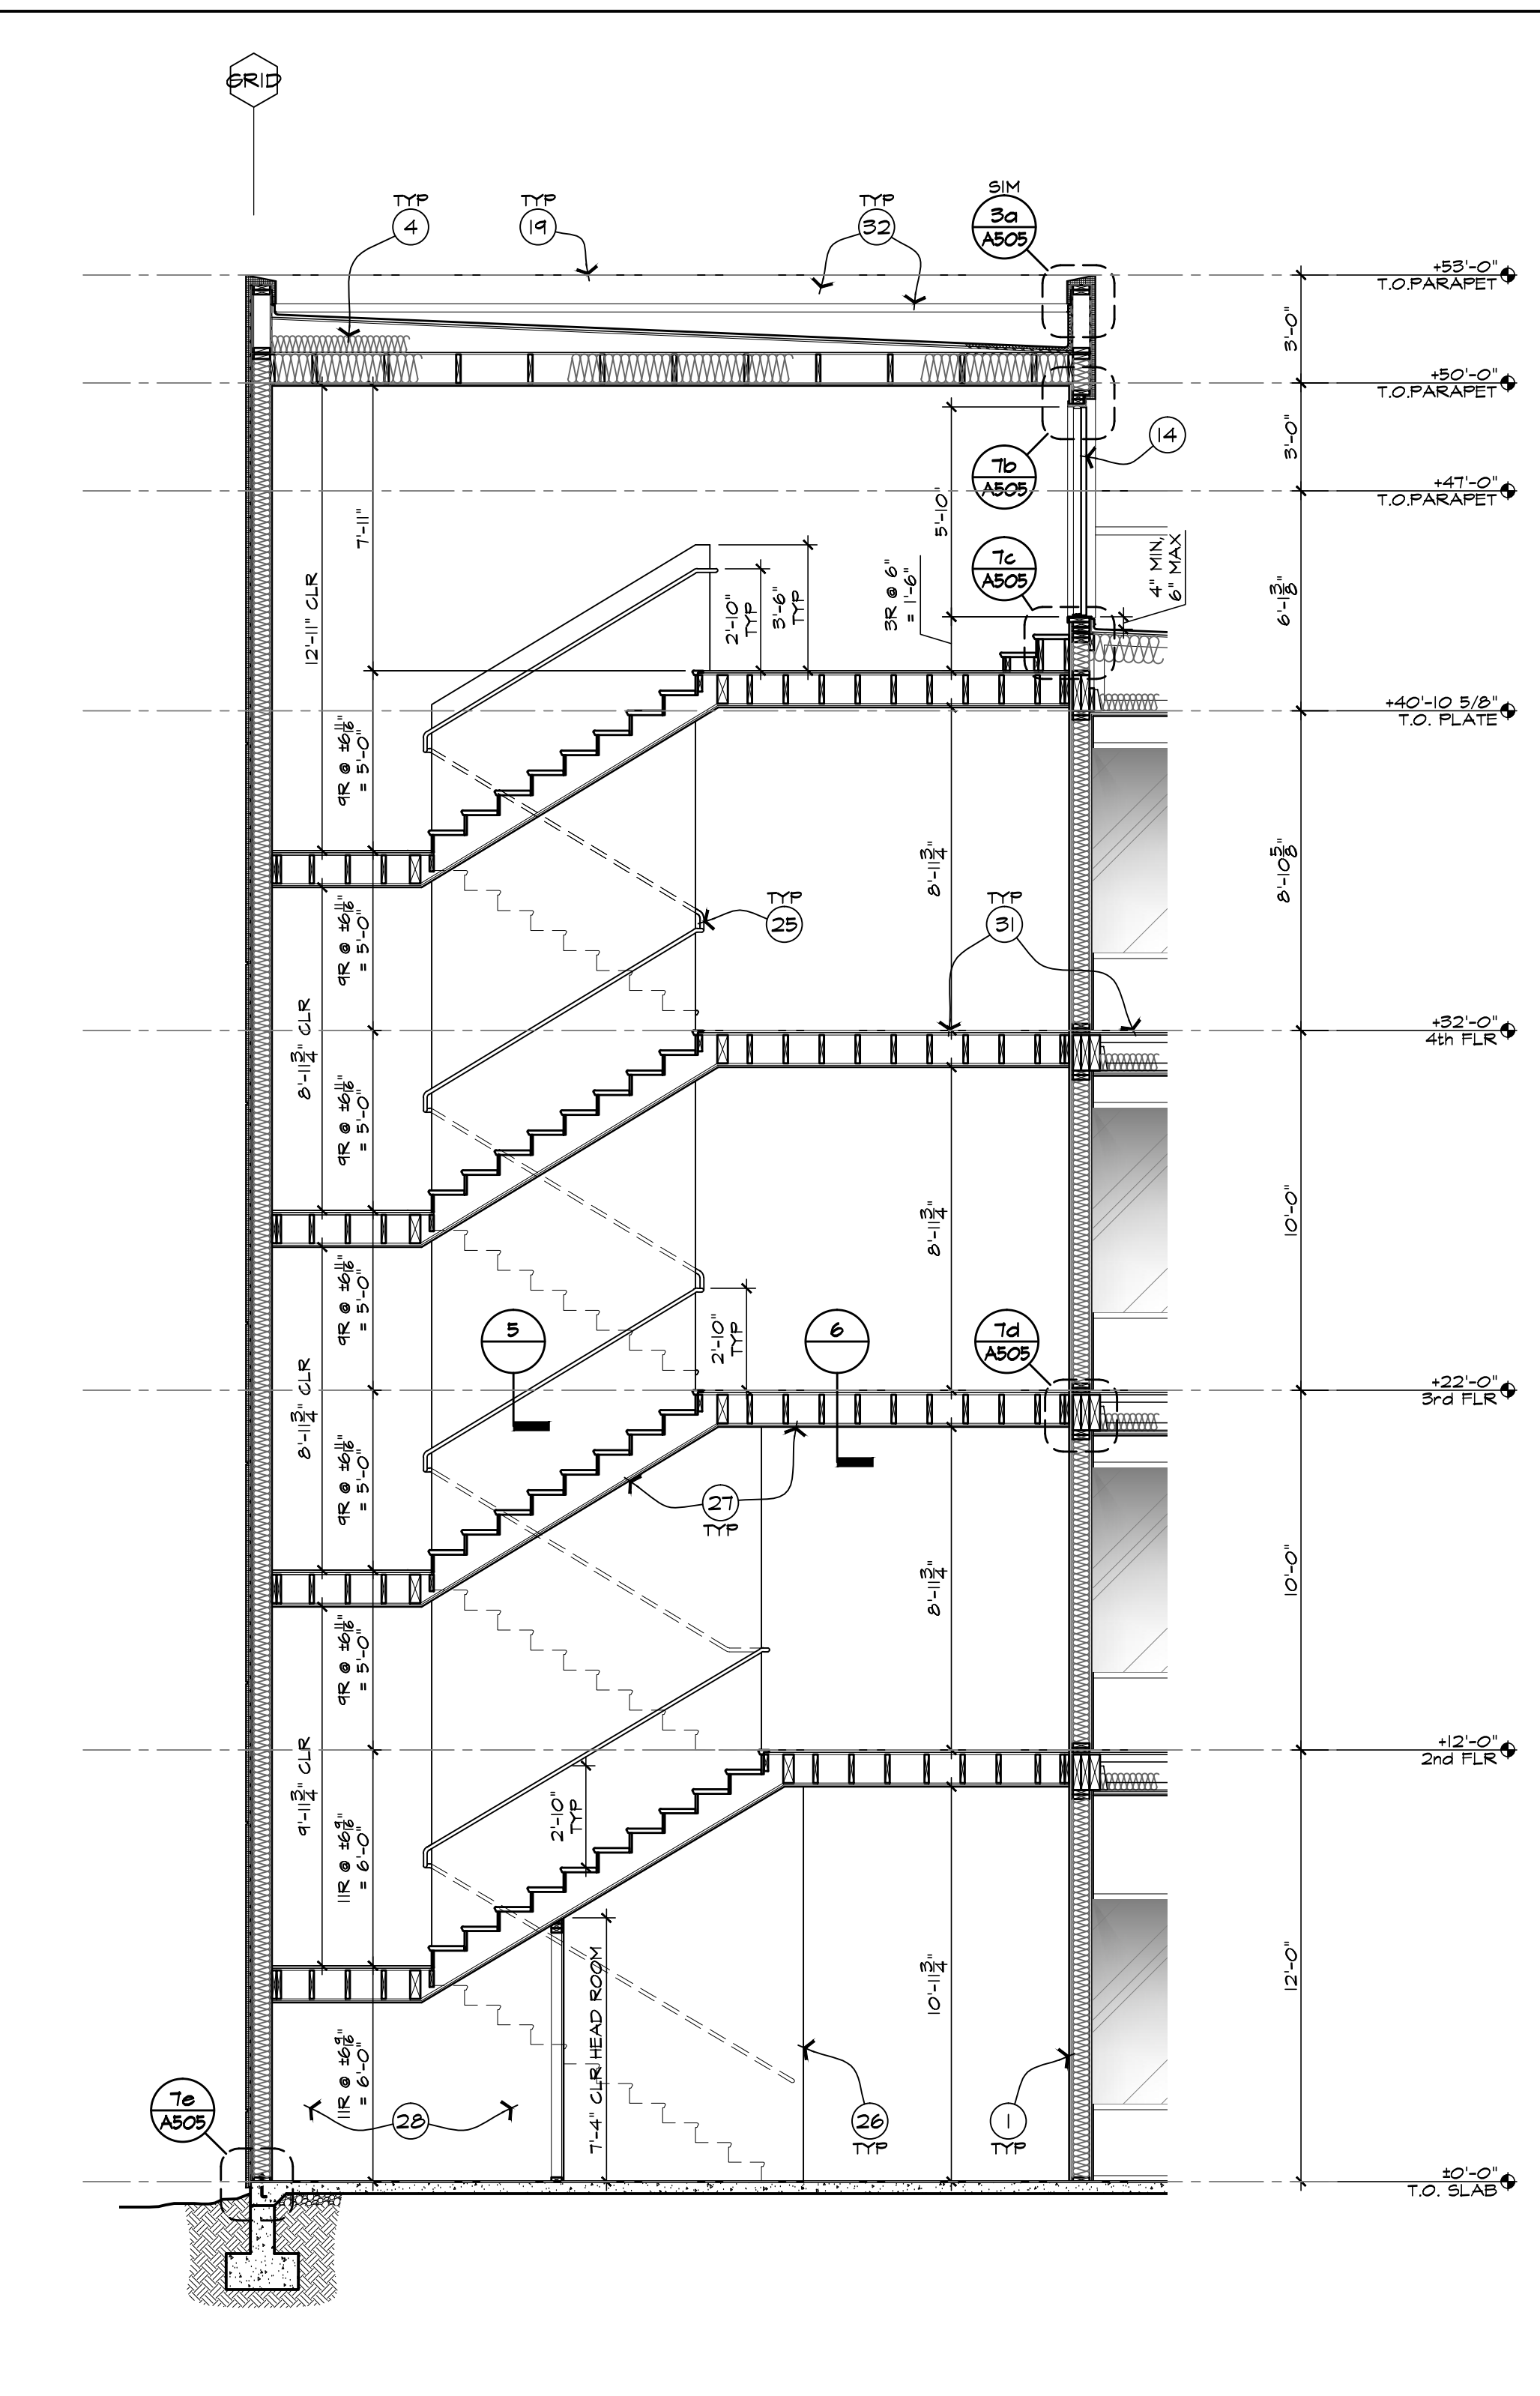 GRID
TYP
4
TYP
19
TYP
32
SIM
3a
A505
+53'-0"
T.O.PARAPET
3'-0"
+50'-0"
T.O.PARAPET
14
3'-0"
7b
A505
+47'-0"
T.O.PARAPET
5'-10"
7'-11"
12'-11" CLR
7c
A505
4" MIN,
6" MAX
3R @ 6"
= 1'-6"
2'-10"
TYP
3'-6"
TYP
6'-1 3/8"
+40'-10 5/8"
T.O. PLATE
9R @ ±6 11/16"
= 5'-0"
8'-11 3/4"
8'-10 5/8"
TYP
25
TYP
31
9R @ ±6 11/16"
= 5'-0"
+32'-0"
4th FLR
8'-11 3/4" CLR
9R @ ±6 11/16"
= 5'-0"
8'-11 3/4"
10'-0"
9R @ ±6 11/16"
= 5'-0"
5
2'-10"
TYP
6
7d
A505
+22'-0"
3rd FLR
8'-11 3/4" CLR
9R @ ±6 11/16"
= 5'-0"
27
TYP
8'-11 3/4"
10'-0"
9R @ ±6 11/16"
= 5'-0"
+12'-0"
2nd FLR
9'-11 3/4" CLR
2'-10"
TYP
11R @ ±6 9/16"
= 6'-0"
7'-4" CLR HEAD ROOM
10'-11 3/4"
12'-0"
11R @ ±6 9/16"
= 6'-0"
7e
A505
28
26
TYP
1
TYP
±0'-0"
T.O. SLAB